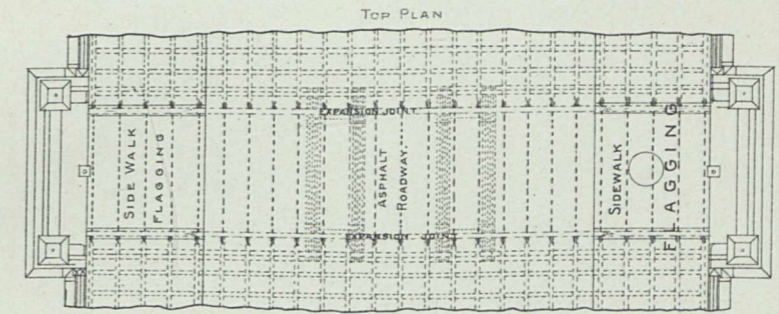 TOP PLAN
EXPANSION JOINT.
SIDE WALK
FLAGGING
ASPHALT
ROADWAY.
SIDEWALK
FLAGGING
EXPANSION JOINT.